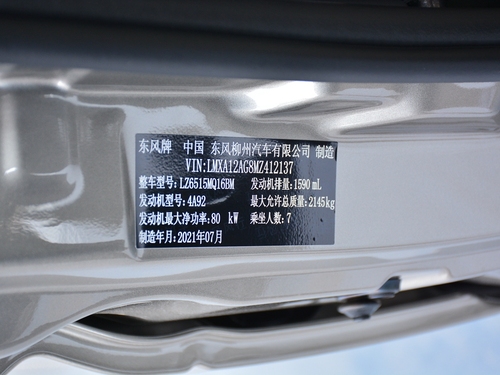 东风牌 中国 东风柳州汽车有限公司 制造
VIN:LMXA12AG8MZ412137
整车型号:LZ6515MQ16BM 发动机排量:1590 mL
发动机型号:4A92 最大允许总质量:2145kg
发动机最大净功率:80 kW 乘坐人数:7
制造年月:2021年07月